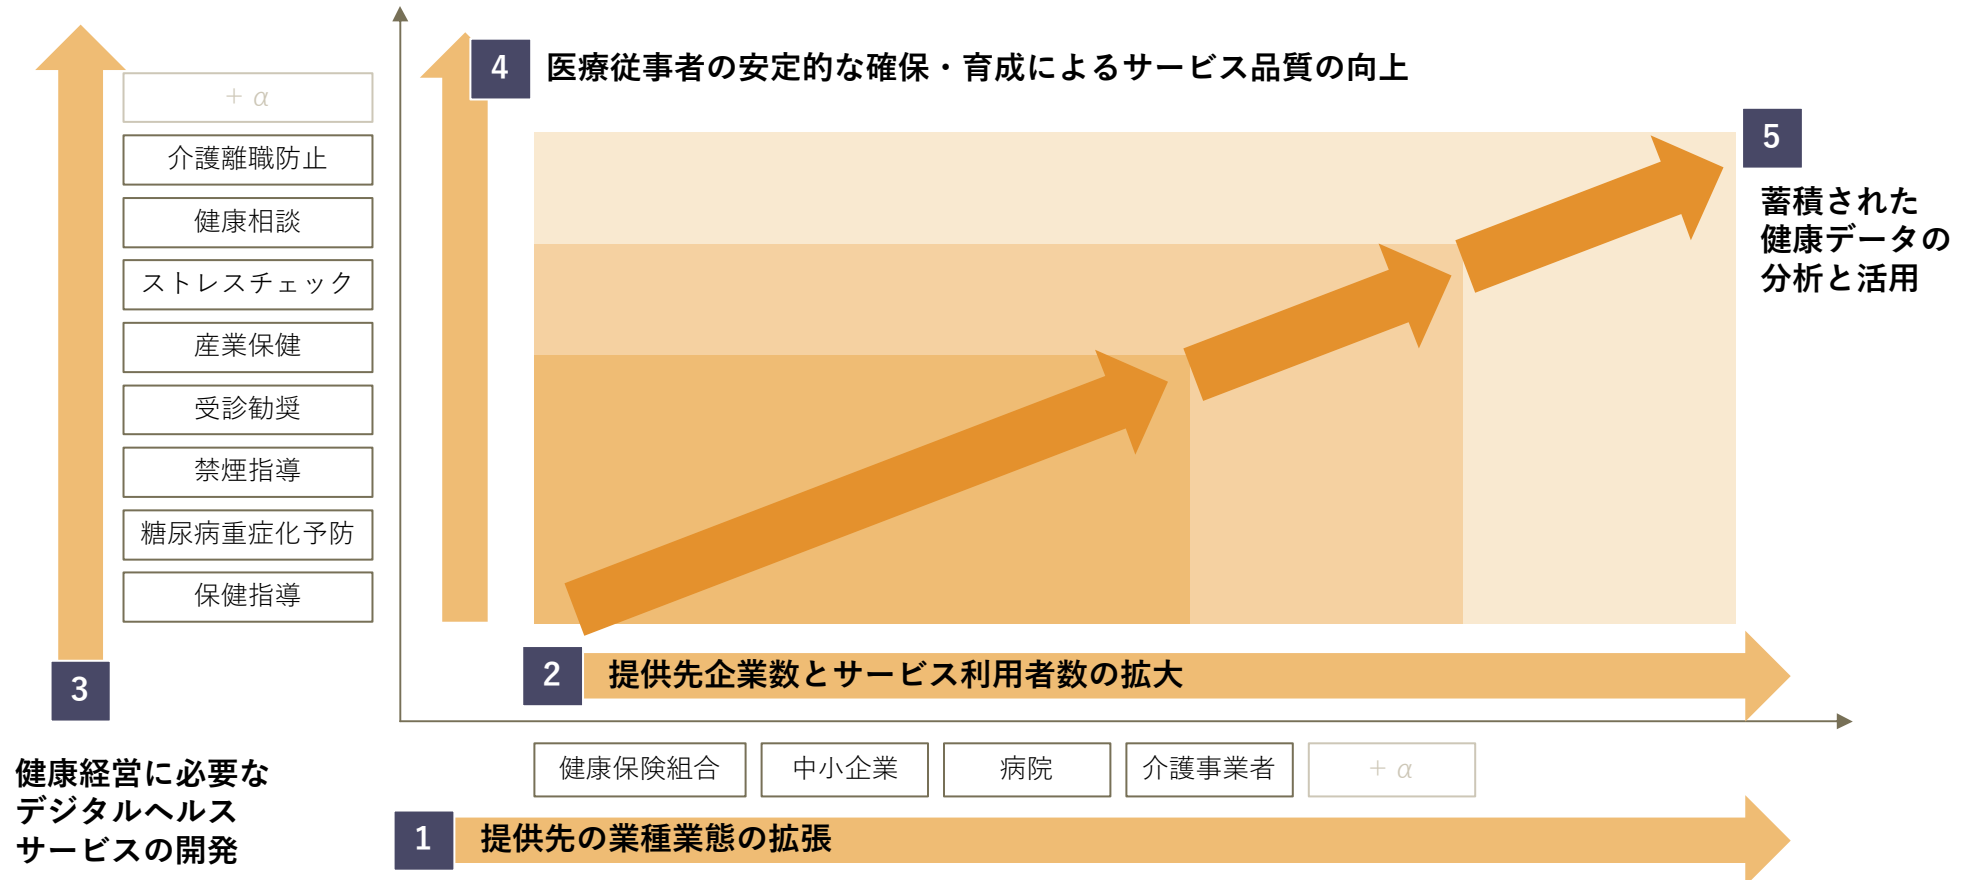 4
医療従事者の安定的な確保・育成によるサービス品質の向上
+ α
介護離職防止
健康相談
ストレスチェック
産業保健
受診勧奨
禁煙指導
糖尿病重症化予防
保健指導
5
蓄積された
健康データの
分析と活用
3
健康経営に必要な
デジタルヘルス
サービスの開発
2
提供先企業数とサービス利用者数の拡大
健康保険組合
中小企業
病院
介護事業者
+ α
1
提供先の業種業態の拡張